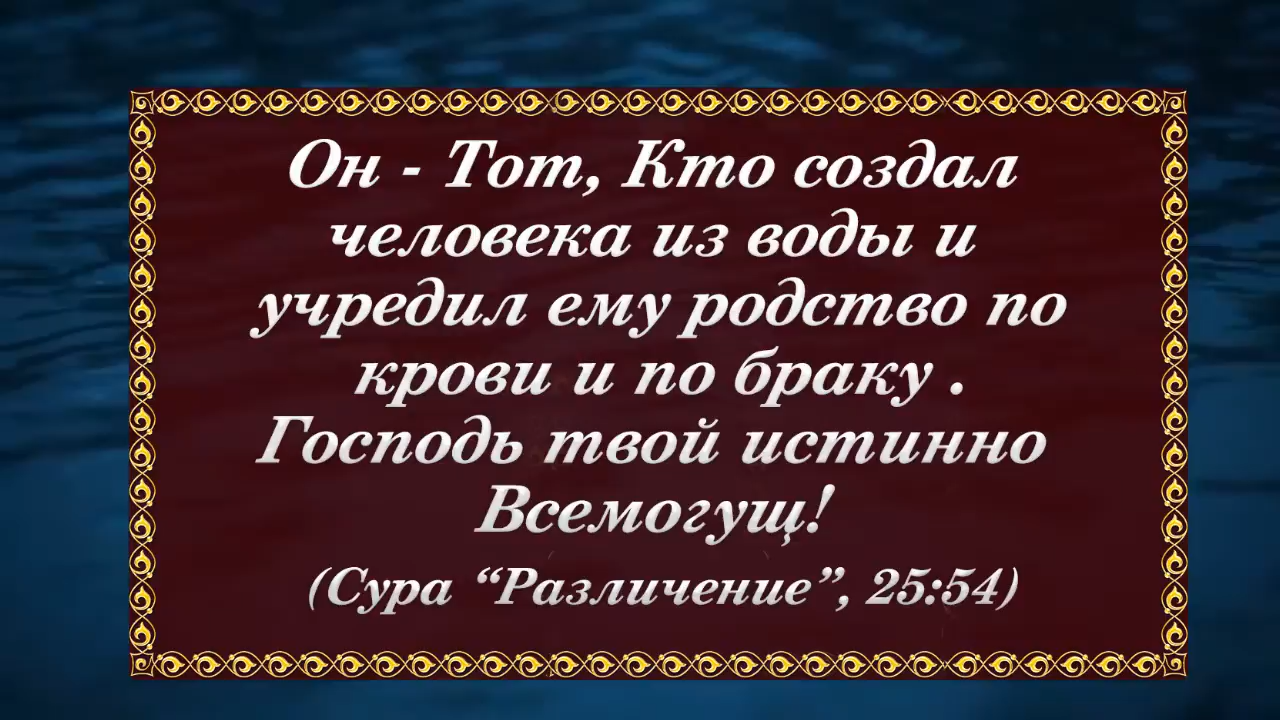 Он - Тот, Кто создал
человека из воды и
учредил ему родство по
крови и по браку .
Господь твой истинно
Всемогущ!
(Сура “Различение”, 25:54)